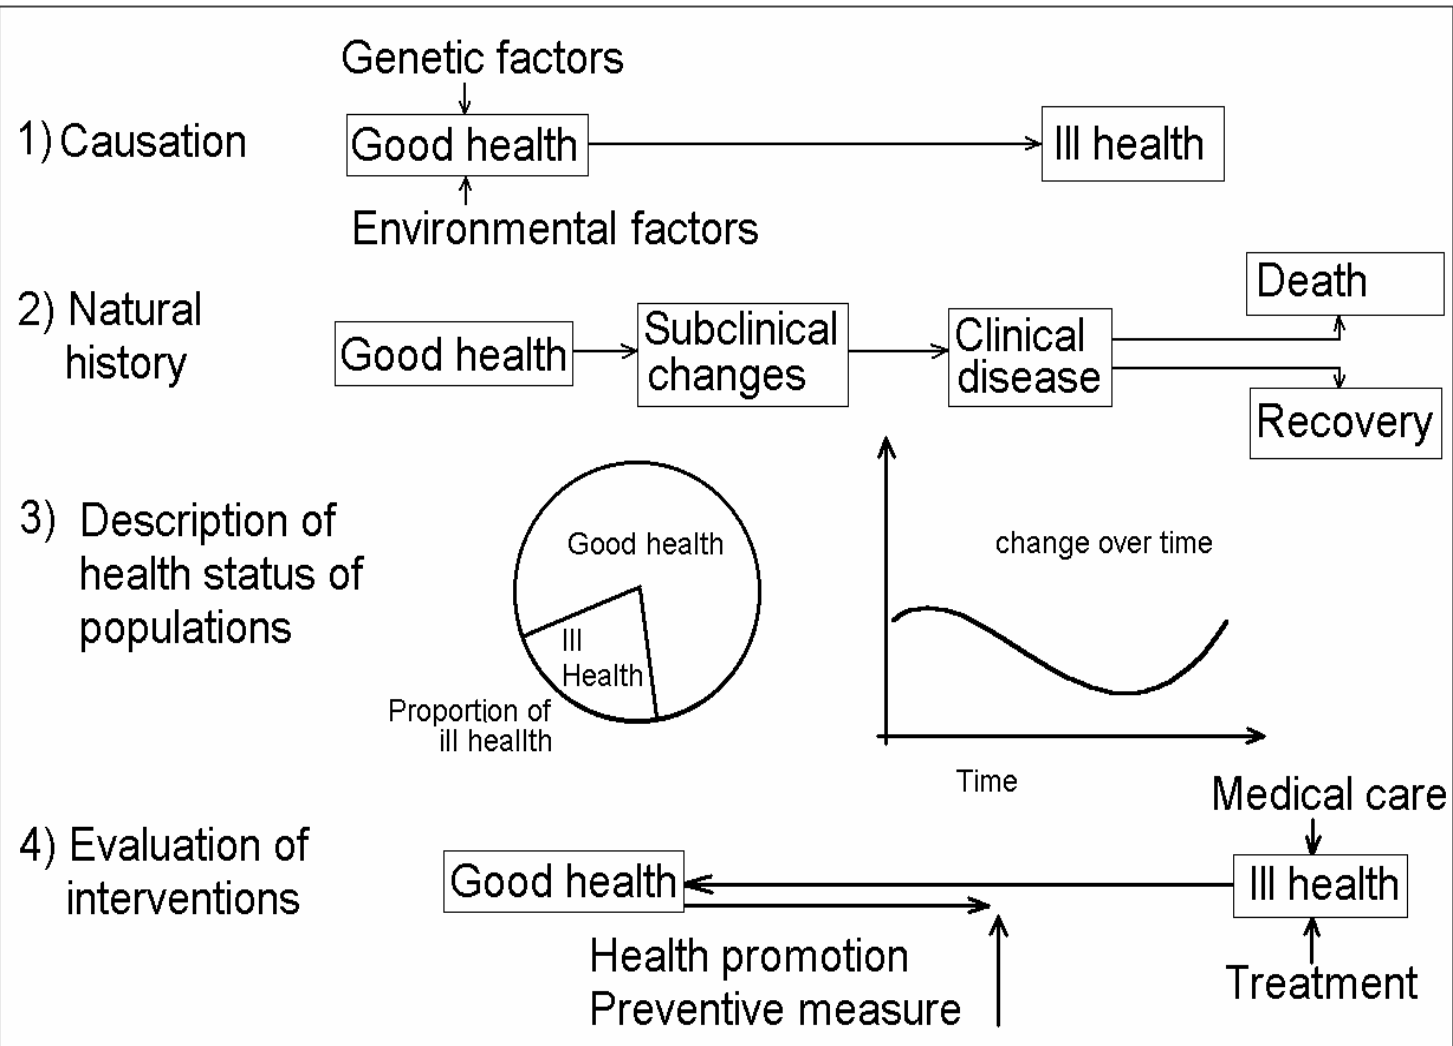 Genetic factors
1) Causation
Good health
Ill health
Environmental factors
2) Natural
history
Good health
Subclinical
changes
Clinical
disease
Death
Recovery
3) Description of
health status of
populations
Good health
Ill
Health
Proportion of
ill heallth
change over time
Time
4) Evaluation of
interventions
Good health
Medical care
Ill health
Treatment
Health promotion
Preventive measure